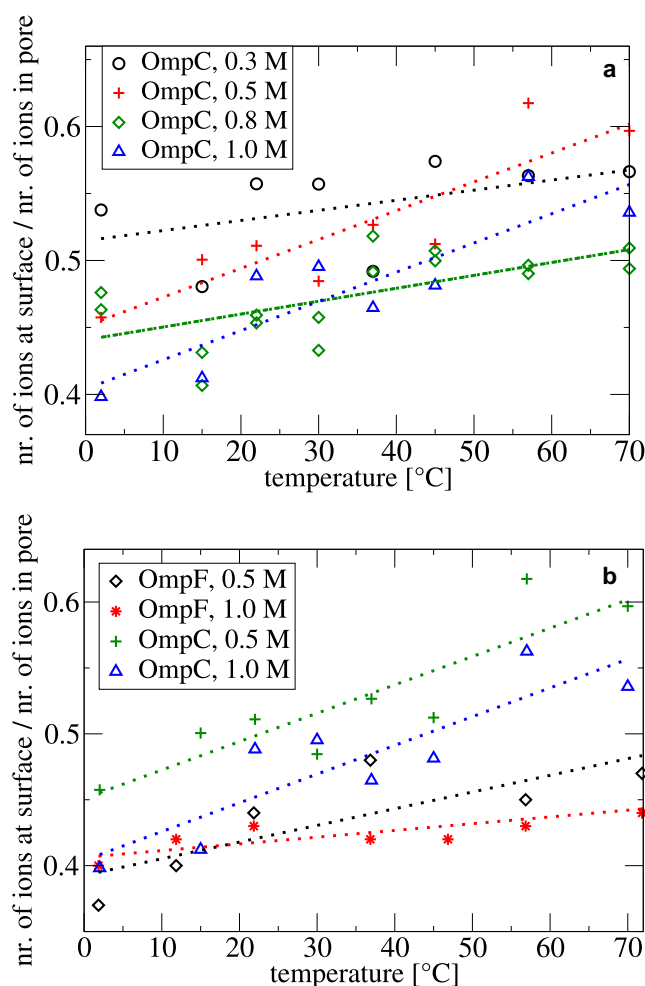 a
OmpC, 0.3 M
OmpC, 0.5 M
OmpC, 0.8 M
OmpC, 1.0 M
nr. of ions at surface / nr. of ions in pore
0.6
0.5
0.4
0 10 20 30 40 50 60 70
temperature [°C]
b
OmpF, 0.5 M
OmpF, 1.0 M
OmpC, 0.5 M
OmpC, 1.0 M
nr. of ions at surface / nr. of ions in pore
0.6
0.5
0.4
0 10 20 30 40 50 60 70
temperature [°C]